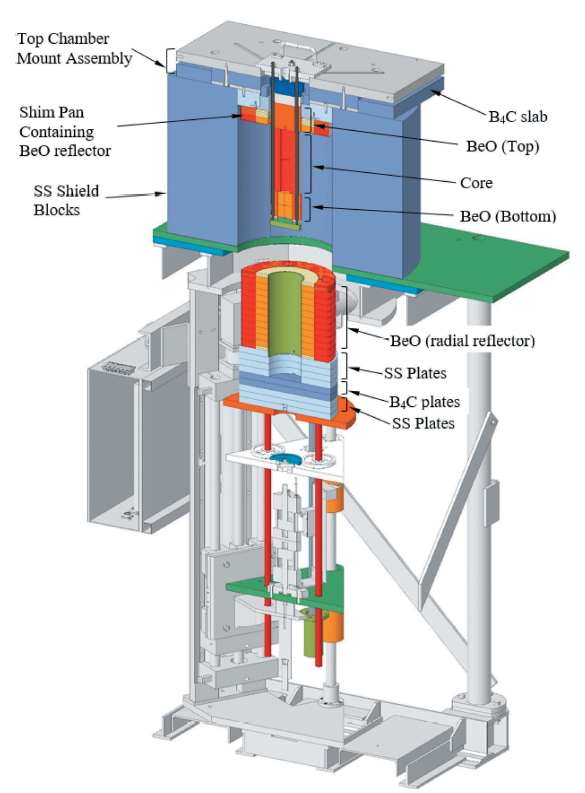 Top Chamber
Mount Assembly
Shim Pan
Containing
BeO reflector
SS Shield
Blocks
B₄C slab
BeO (Top)
Core
BeO (Bottom)
BeO (radial reflector)
SS Plates
B₄C plates
SS Plates